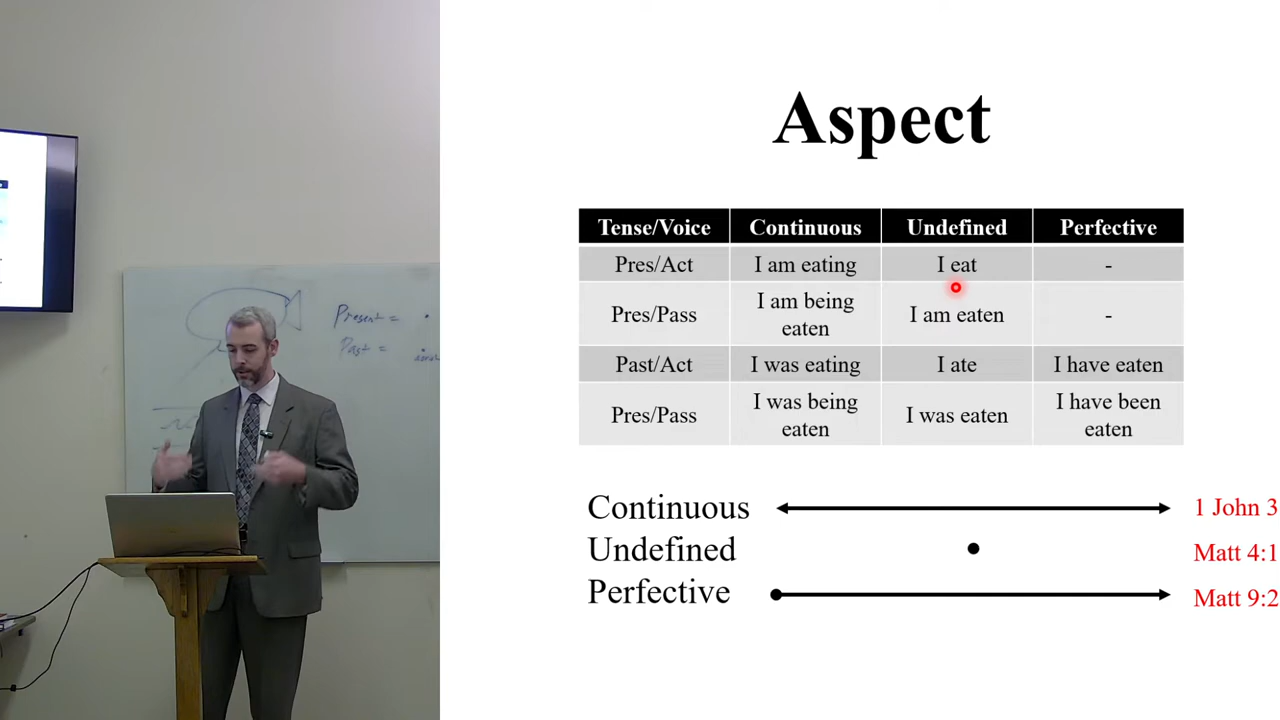 Present =
Past =
Aspect
Tense/Voice Continuous Undefined Perfective
Pres/Act I am eating I eat -
Pres/Pass I am being eaten I am eaten -
Past/Act I was eating I ate I have eaten
Pres/Pass I was being eaten I was eaten I have been eaten
Continuous 1 John 3
Undefined Matt 4:1
Perfective Matt 9:2